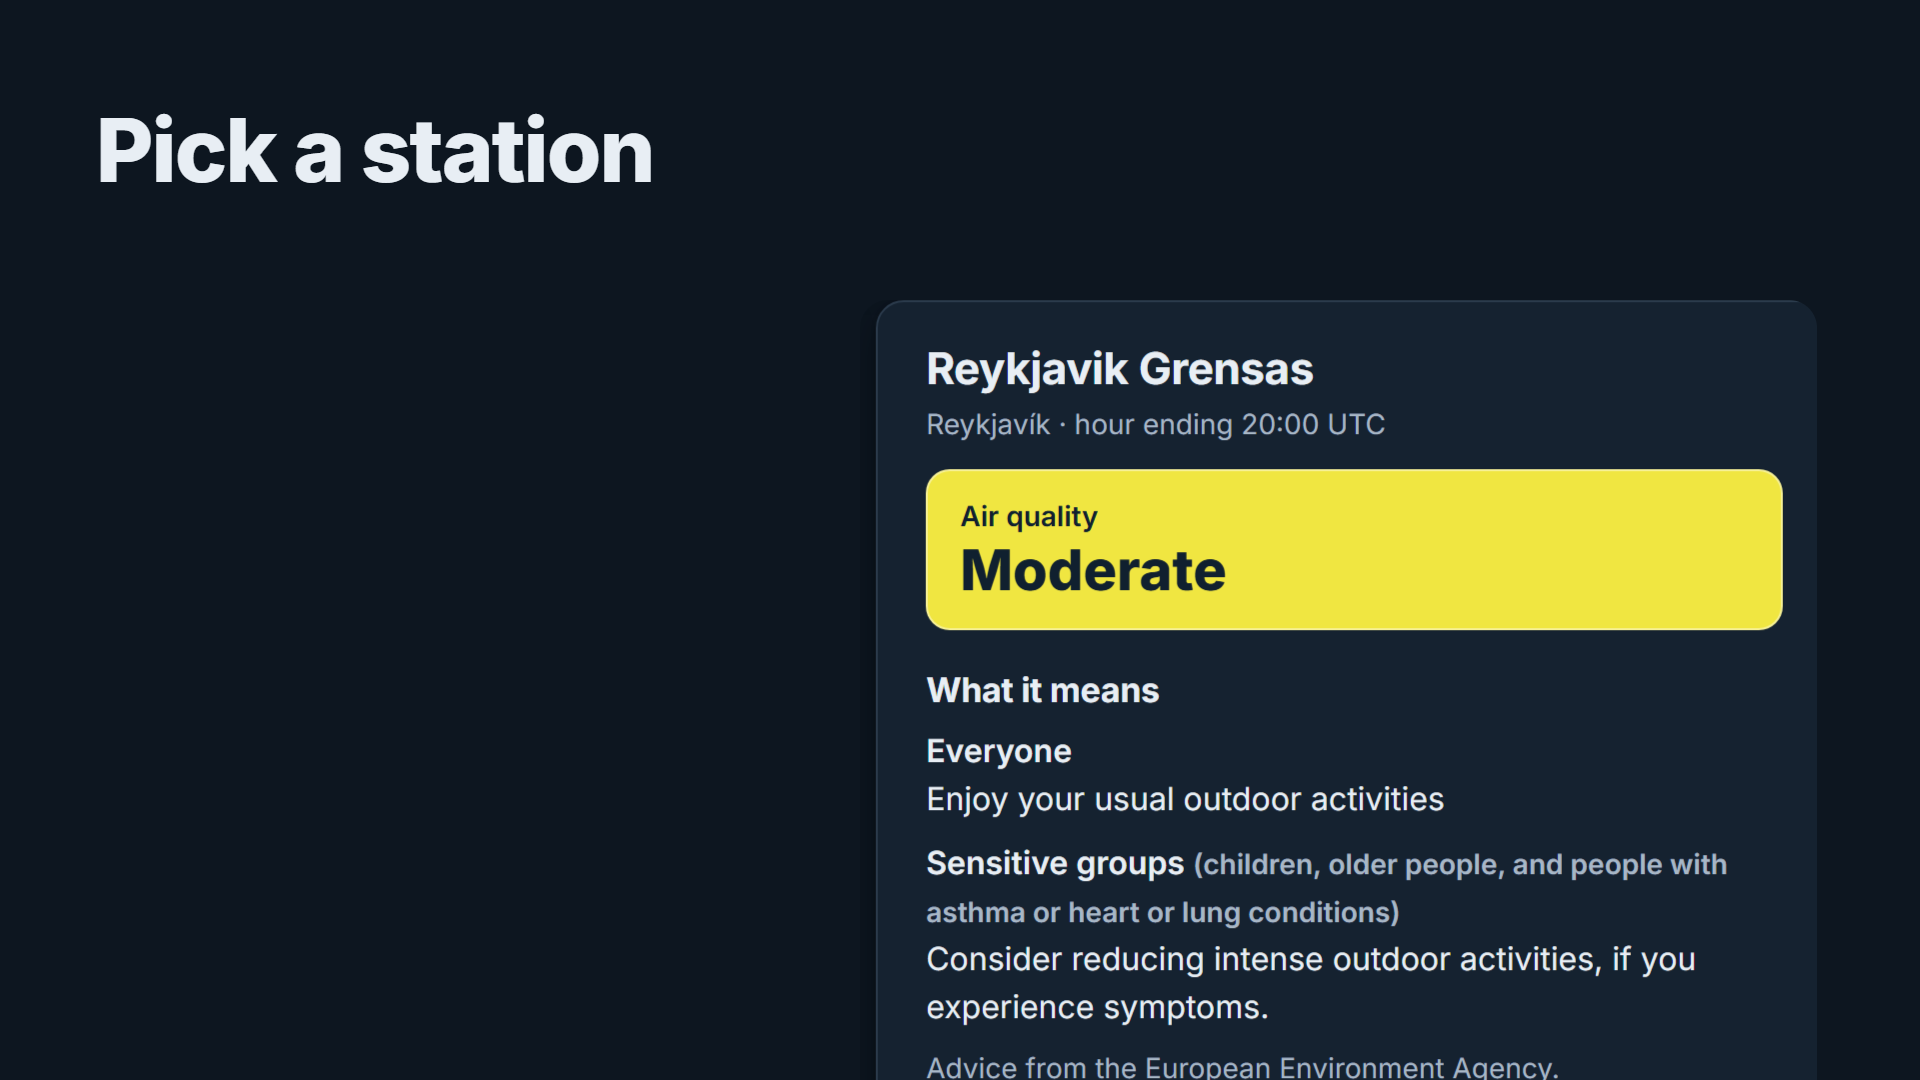 Pick a station
Reykjavik Grensas
Reykjavík · hour ending 20:00 UTC
Air quality
Moderate
What it means
Everyone
Enjoy your usual outdoor activities
Sensitive groups (children, older people, and people with
asthma or heart or lung conditions)
Consider reducing intense outdoor activities, if you
experience symptoms.
Advice from the European Environment Agency.